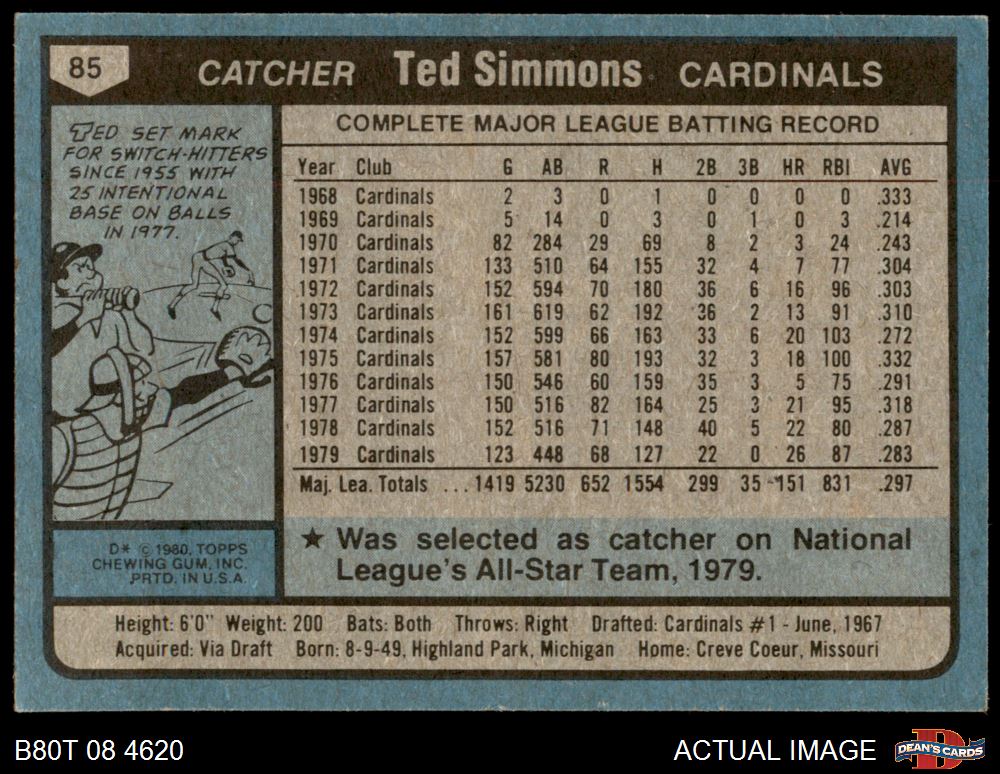 85
CATCHER Ted Simmons CARDINALS
TED SET MARK
FOR SWITCH-HITTERS
SINCE 1955 WITH
25 INTENTIONAL
BASE ON BALLS
IN 1977.
COMPLETE MAJOR LEAGUE BATTING RECORD
Year Club G AB R H 2B 3B HR RBI AVG
1968 Cardinals 2 3 0 1 0 0 0 0 .333
1969 Cardinals 5 14 0 3 0 1 0 3 .214
1970 Cardinals 82 284 29 69 8 2 3 24 .243
1971 Cardinals 133 510 64 155 32 4 7 77 .304
1972 Cardinals 152 594 70 180 36 6 16 96 .303
1973 Cardinals 161 619 62 192 36 2 13 91 .310
1974 Cardinals 152 599 66 163 33 6 20 103 .272
1975 Cardinals 157 581 80 193 32 3 18 100 .332
1976 Cardinals 150 546 60 159 35 3 5 75 .291
1977 Cardinals 150 516 82 164 25 3 21 95 .318
1978 Cardinals 152 516 71 148 40 5 22 80 .287
1979 Cardinals 123 448 68 127 22 0 26 87 .283
Maj. Lea. Totals ...1419 5230 652 1554 299 35 151 831 .297
★ Was selected as catcher on National
League's All-Star Team, 1979.
D* © 1980, TOPPS
CHEWING GUM, INC.
PRTD. IN U.S.A.
Height: 6'0" Weight: 200 Bats: Both Throws: Right Drafted: Cardinals #1 - June, 1967
Acquired: Via Draft Born: 8-9-49, Highland Park, Michigan Home: Creve Coeur, Missouri
B80T 08 4620
ACTUAL IMAGE
D
DEAN'S CARDS